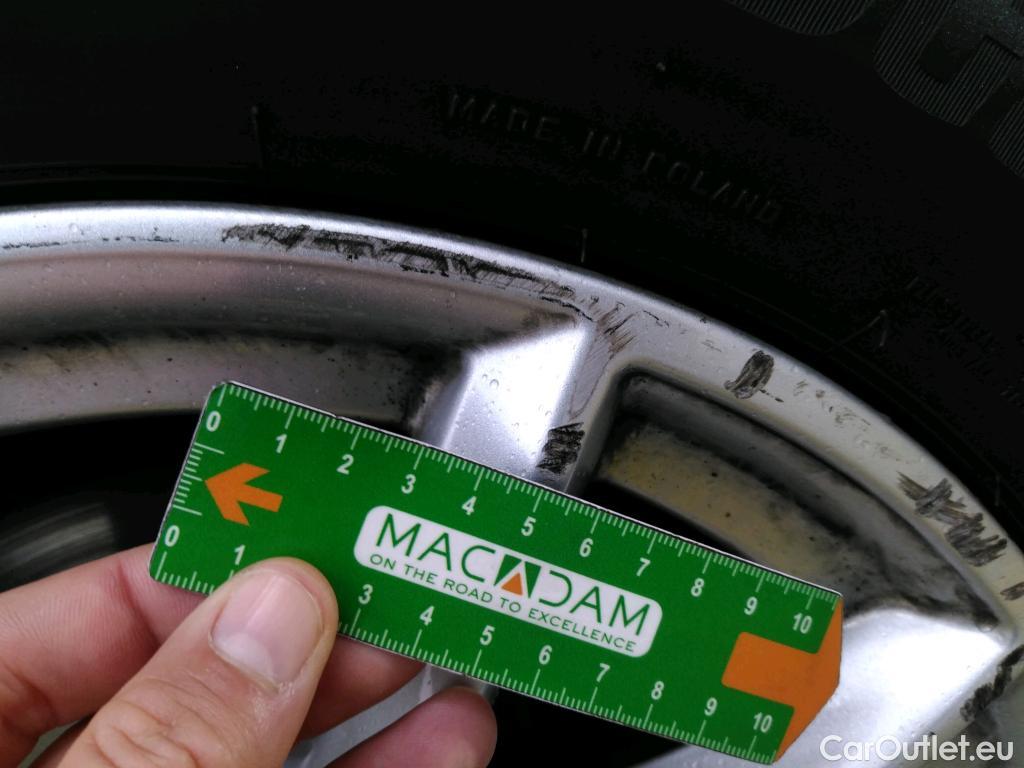 MADE IN POLAND
0 1 2 3 4 5 6 7 8 9 10
MACADAM
ON THE ROAD TO EXCELLENCE
0 1 3 4 5 6 7 8 9 10
CarOutlet.eu